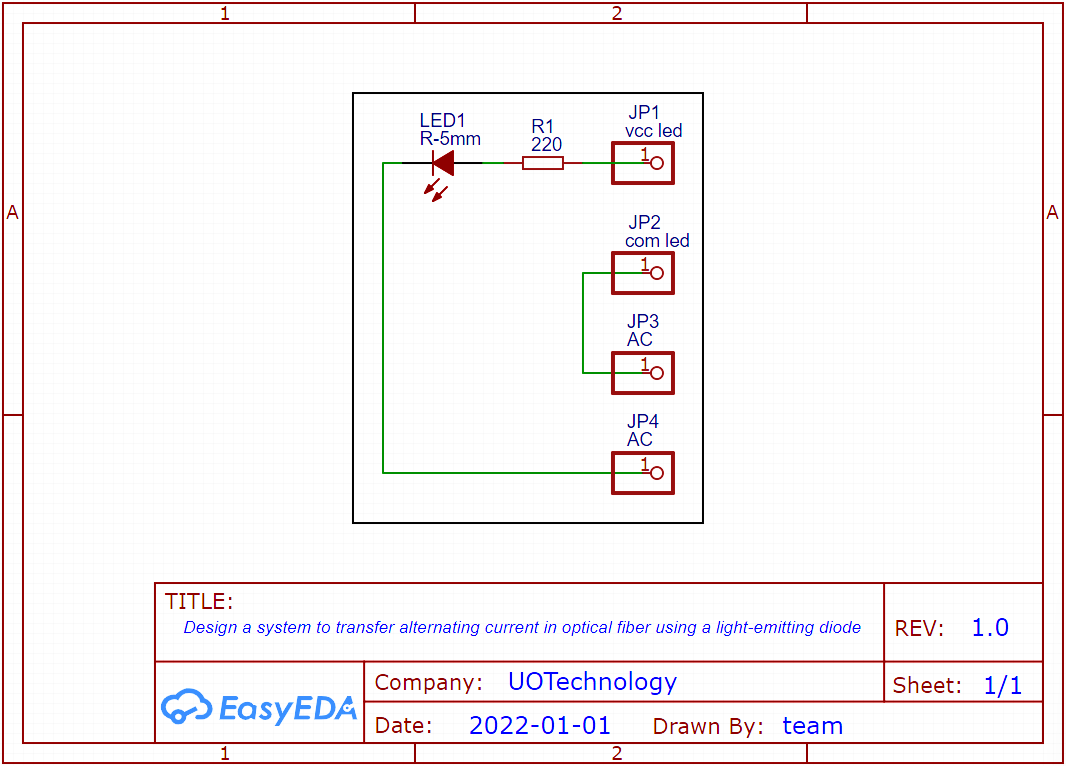 1 2
LED1
R-5mm
R1
220
JP1
vcc led
1
JP2
com led
1
JP3
AC
1
JP4
AC
1
A A
TITLE:
Design a system to transfer alternating current in optical fiber using a light-emitting diode
REV: 1.0
EasyEDA
Company: UOTechnology
Sheet: 1/1
Date: 2022-01-01 Drawn By: team
1 2